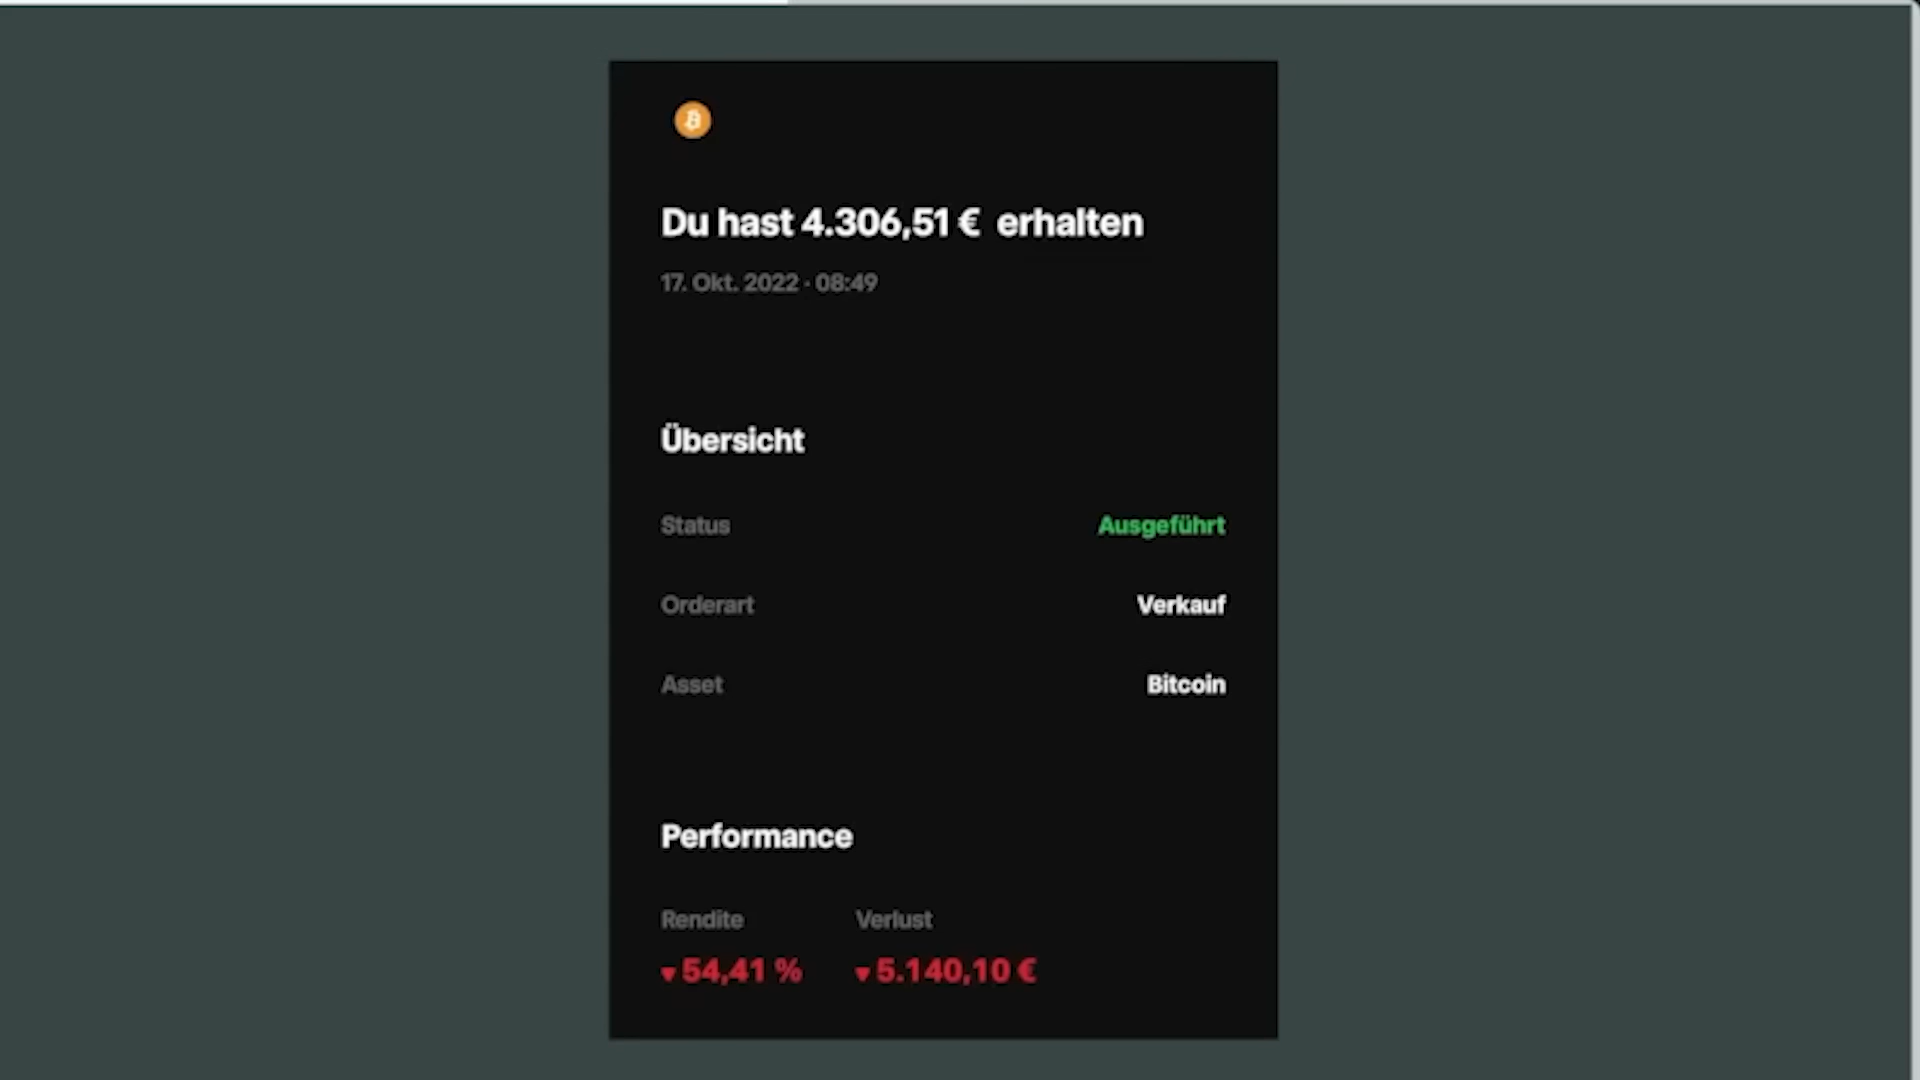 Du hast 4.306,51 € erhalten
17. Okt. 2022 · 08:49
Übersicht
Status Ausgeführt
Orderart Verkauf
Asset Bitcoin
Performance
Rendite Verlust
▾ 54,41 % ▾ 5.140,10 €